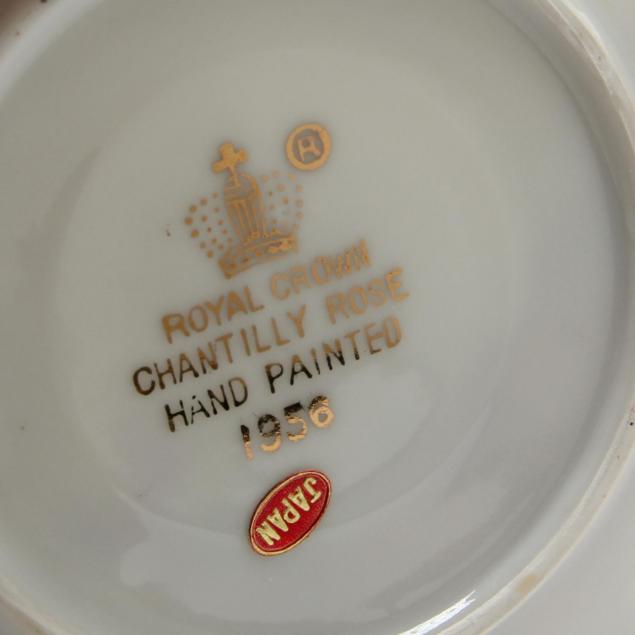 R
ROYAL CROWN
CHANTILLY ROSE
HAND PAINTED
1956
JAPAN